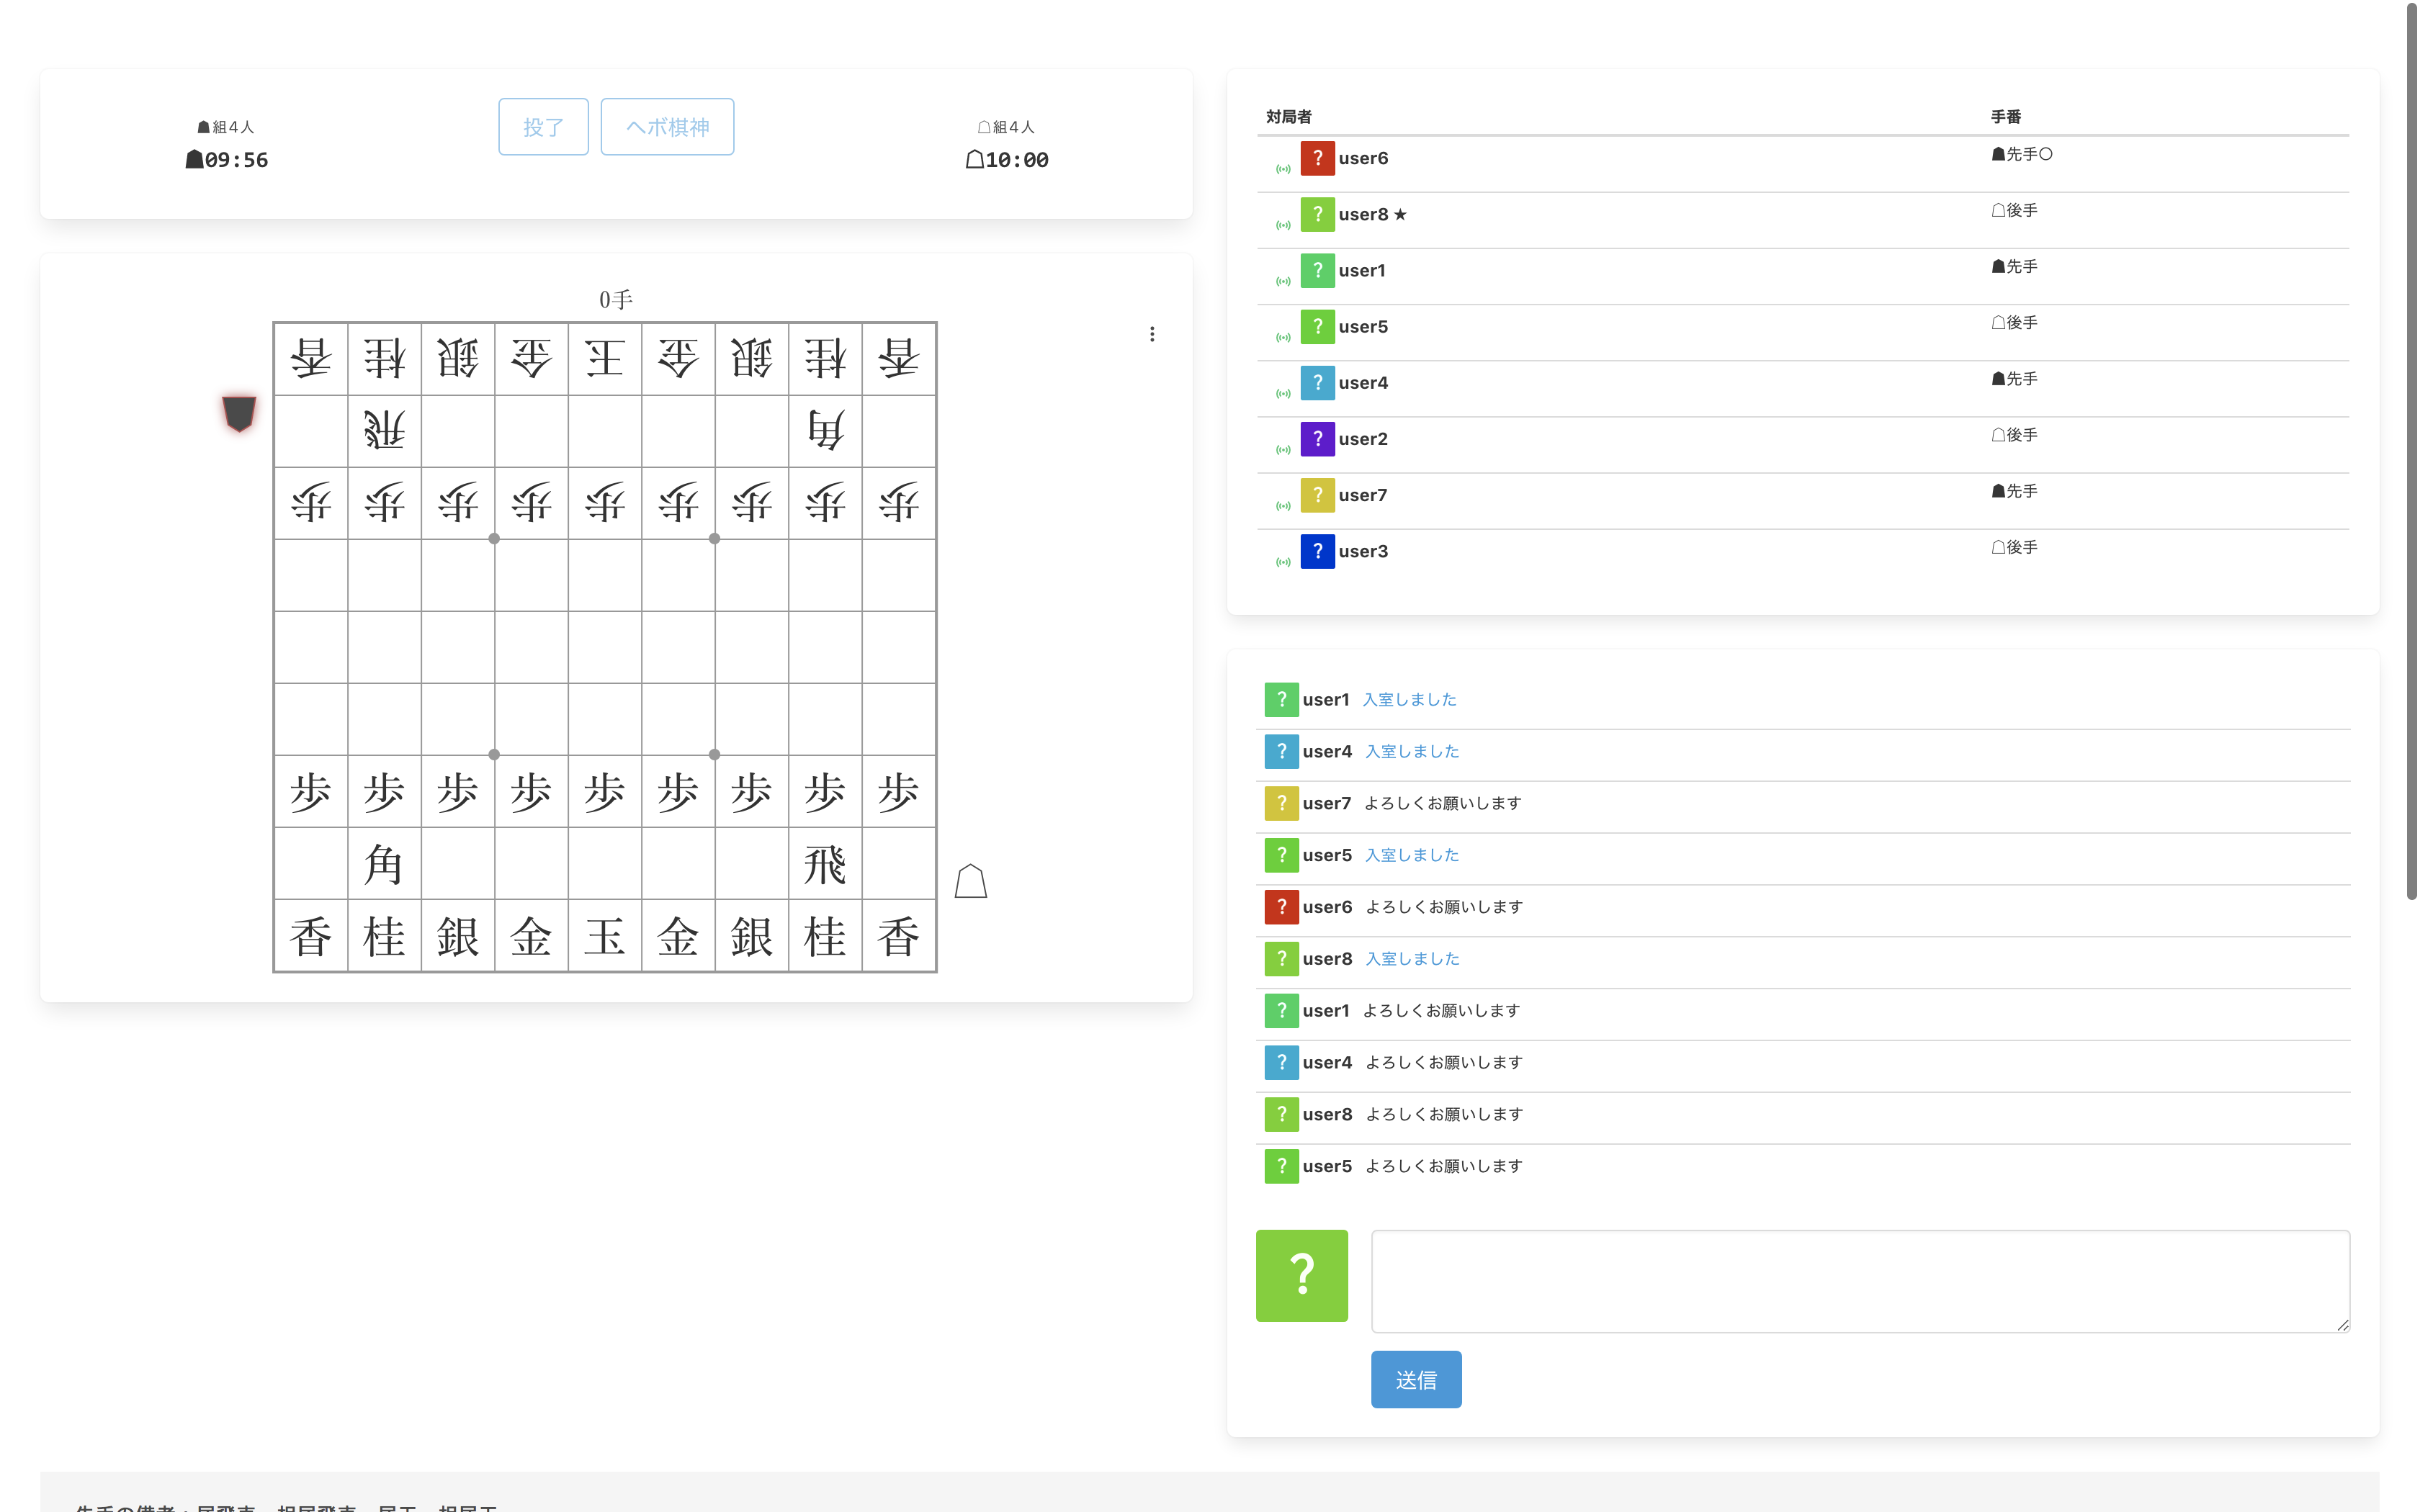 ☗組4人
☗09:56
投了
ヘボ棋神
☖組4人
☖10:00
0手
香桂銀金王金銀桂香
飛角
歩歩歩歩歩歩歩歩歩
歩歩歩歩歩歩歩歩歩
角飛
香桂銀金玉金銀桂香
対局者 手番
? user6 ☗先手○
? user8 ★ ☖後手
? user1 ☗先手
? user5 ☖後手
? user4 ☗先手
? user2 ☖後手
? user7 ☗先手
? user3 ☖後手
? user1 入室しました
? user4 入室しました
? user7 よろしくお願いします
? user5 入室しました
? user6 よろしくお願いします
? user8 入室しました
? user1 よろしくお願いします
? user4 よろしくお願いします
? user8 よろしくお願いします
? user5 よろしくお願いします
?
送信